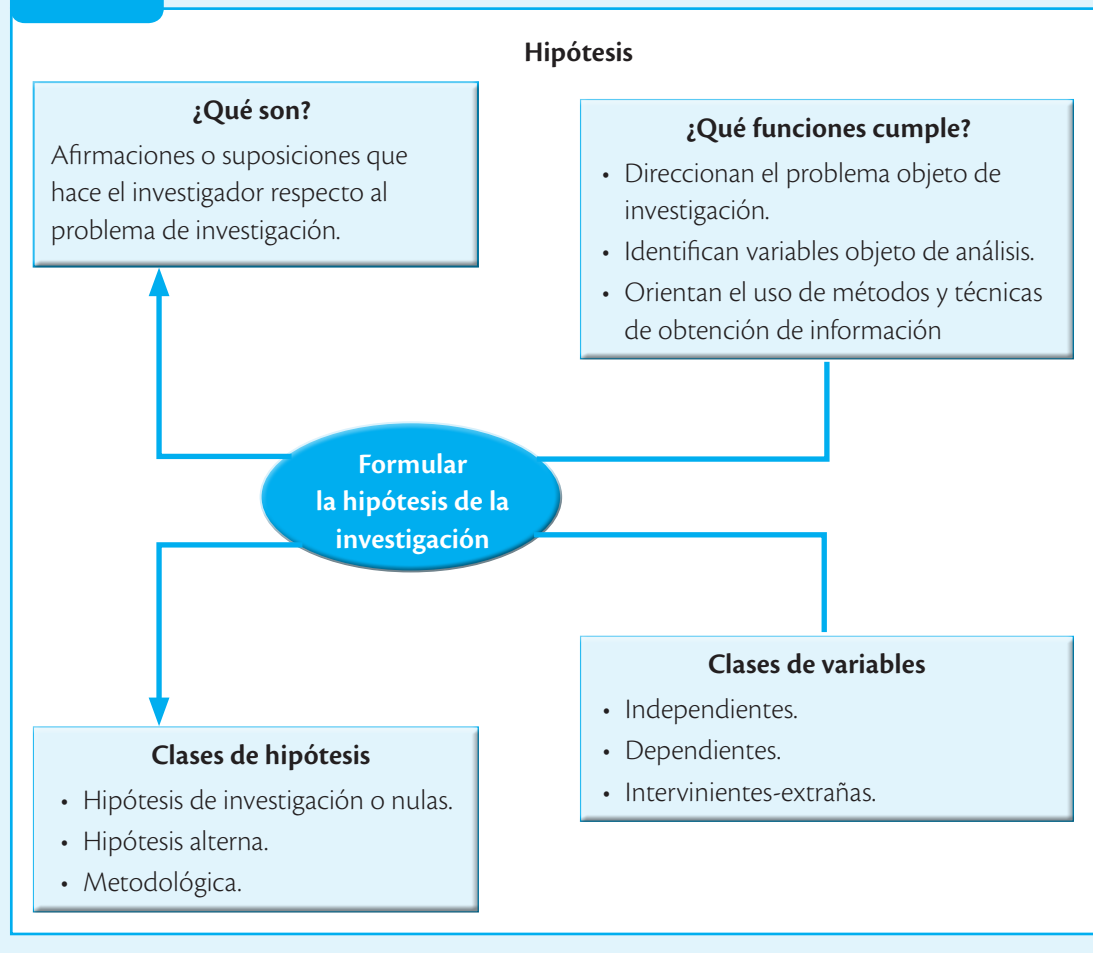 Hipótesis
¿Qué son?
Afirmaciones o suposiciones que
hace el investigador respecto al
problema de investigación.
¿Qué funciones cumple?
• Direccionan el problema objeto de
investigación.
• Identifican variables objeto de análisis.
• Orientan el uso de métodos y técnicas
de obtención de información
Formular
la hipótesis de la
investigación
Clases de hipótesis
• Hipótesis de investigación o nulas.
• Hipótesis alterna.
• Metodológica.
Clases de variables
• Independientes.
• Dependientes.
• Intervinientes-extrañas.